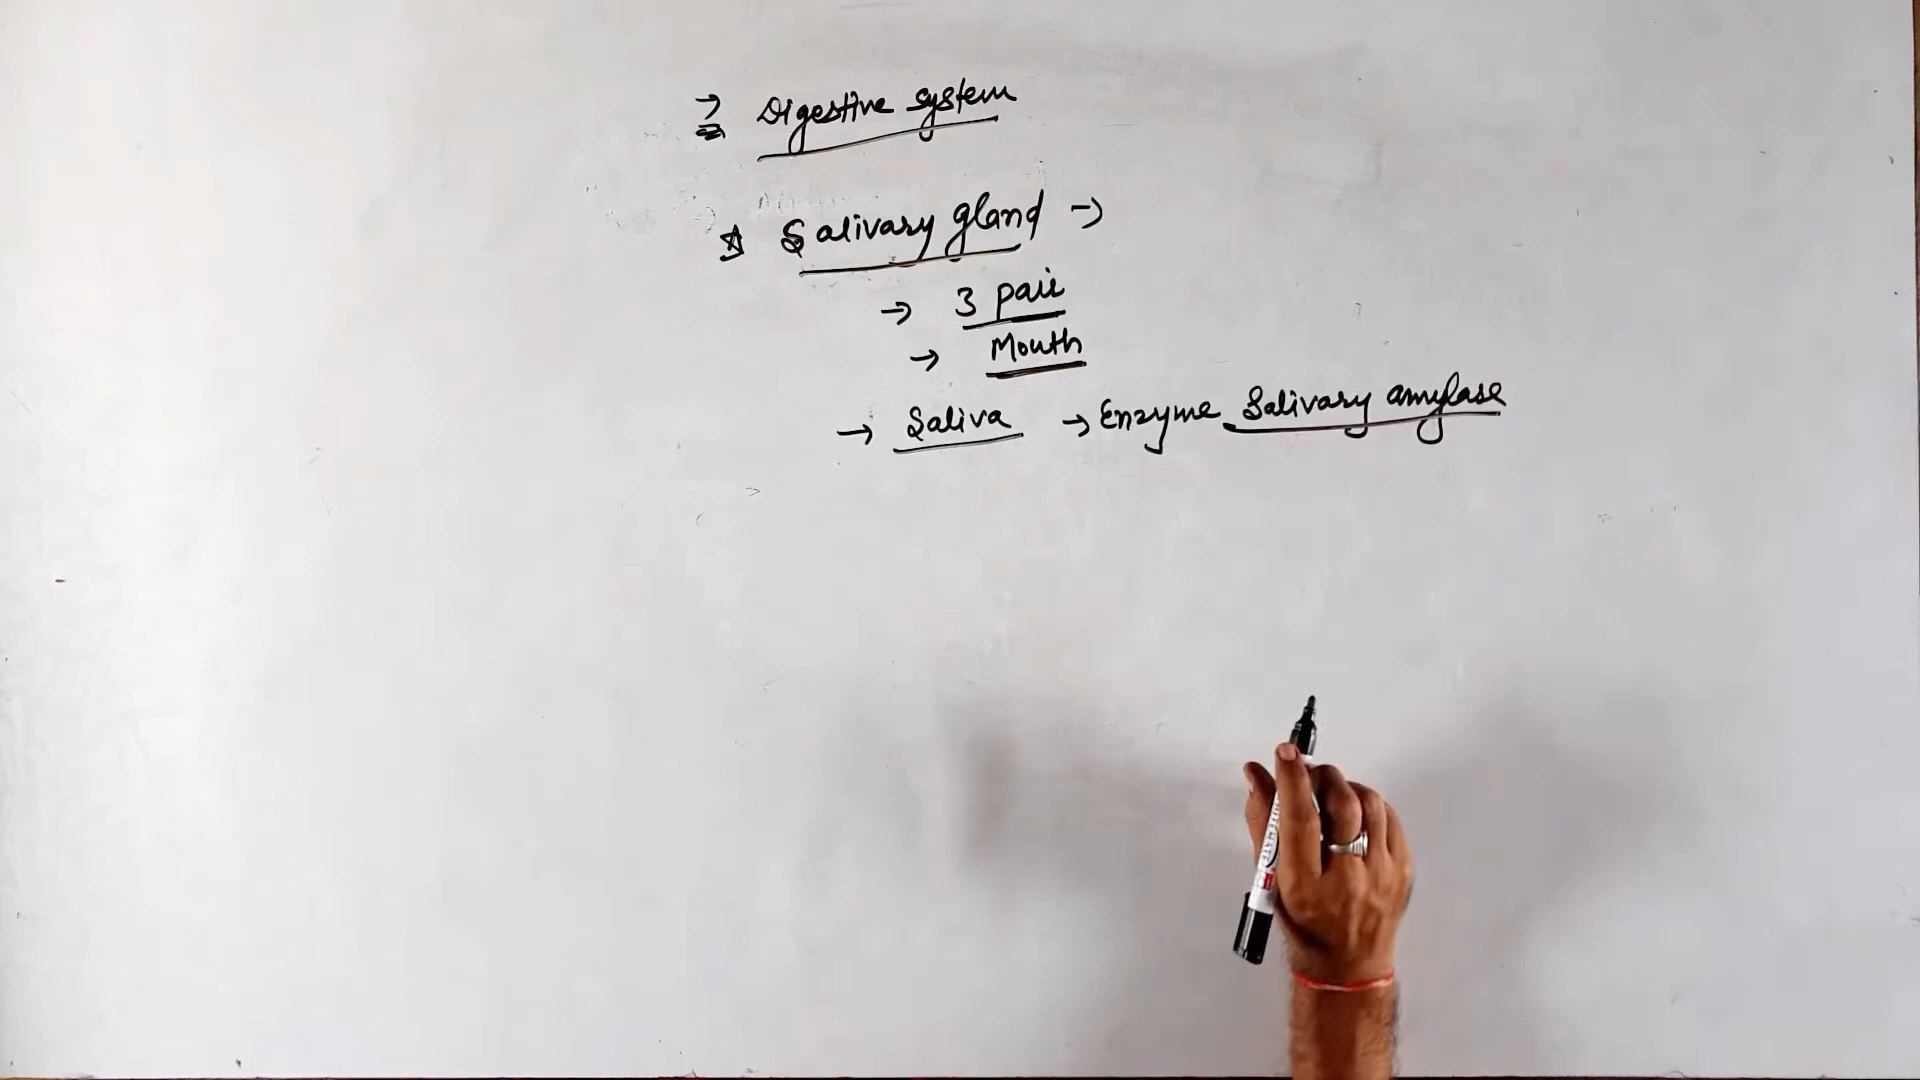 → Digestive system
☆ Salivary gland →
→ 3 pair
→ Mouth
→ Saliva → Enzyme Salivary amylase